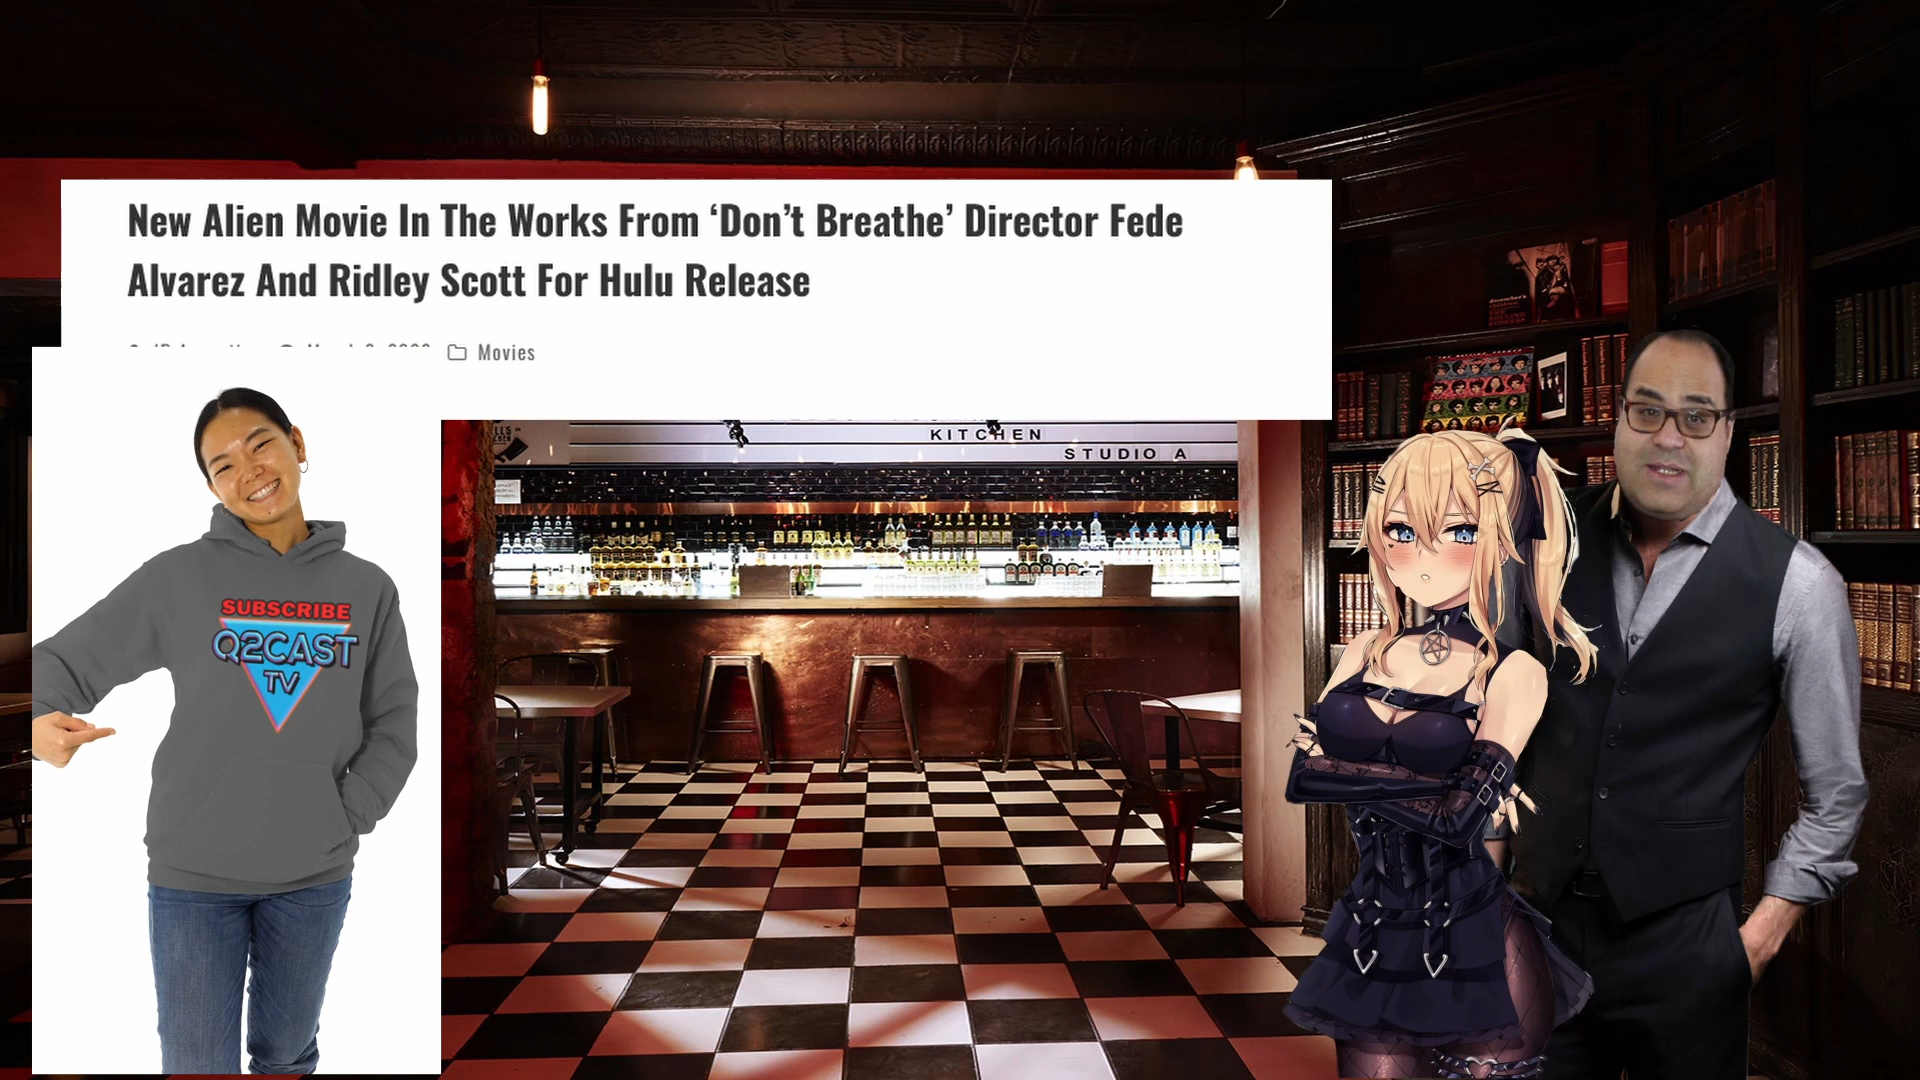 New Alien Movie In The Works From ‘Don’t Breathe’ Director Fede
Alvarez And Ridley Scott For Hulu Release
Movies
KITCHEN
STUDIO A
SUBSCRIBE
Q2CAST
TV